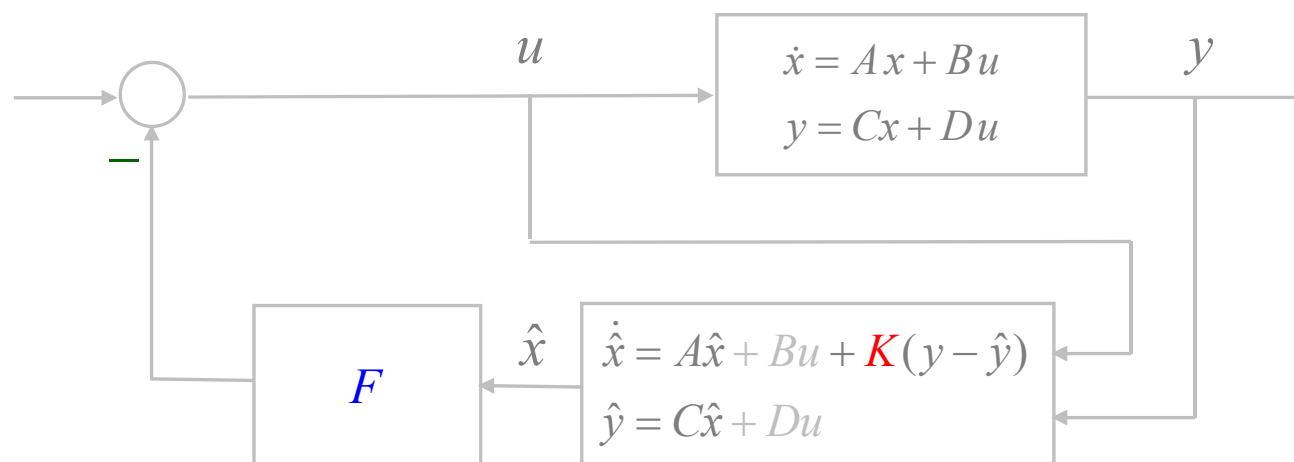 u
y
ẋ = Ax + Bu
y = Cx + Du
−
F
x̂
x̂̇ = Ax̂ + Bu + K(y − ŷ)
ŷ = Cx̂ + Du